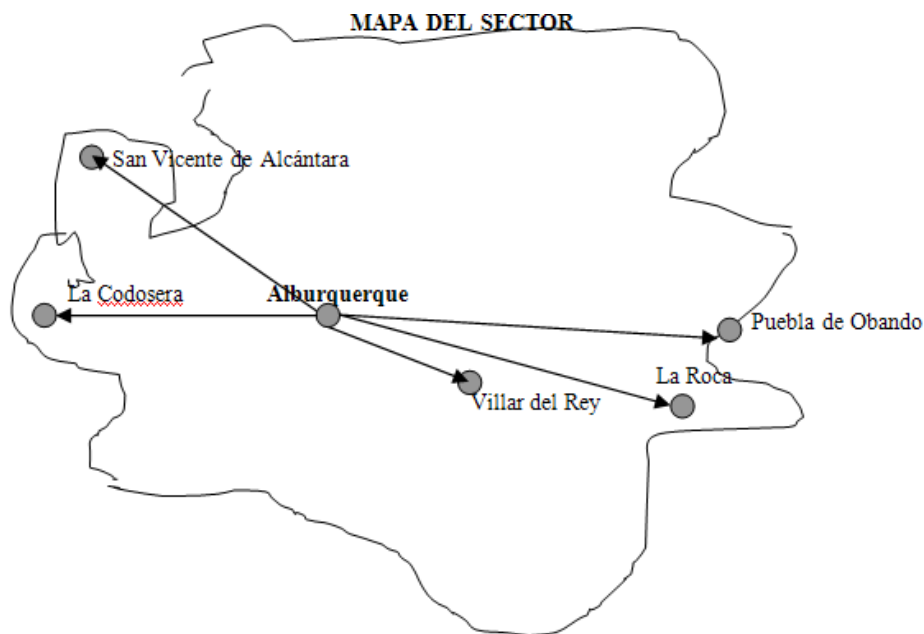 MAPA DEL SECTOR
San Vicente de Alcántara
La Codosera
Alburquerque
Puebla de Obando
La Roca
Villar del Rey